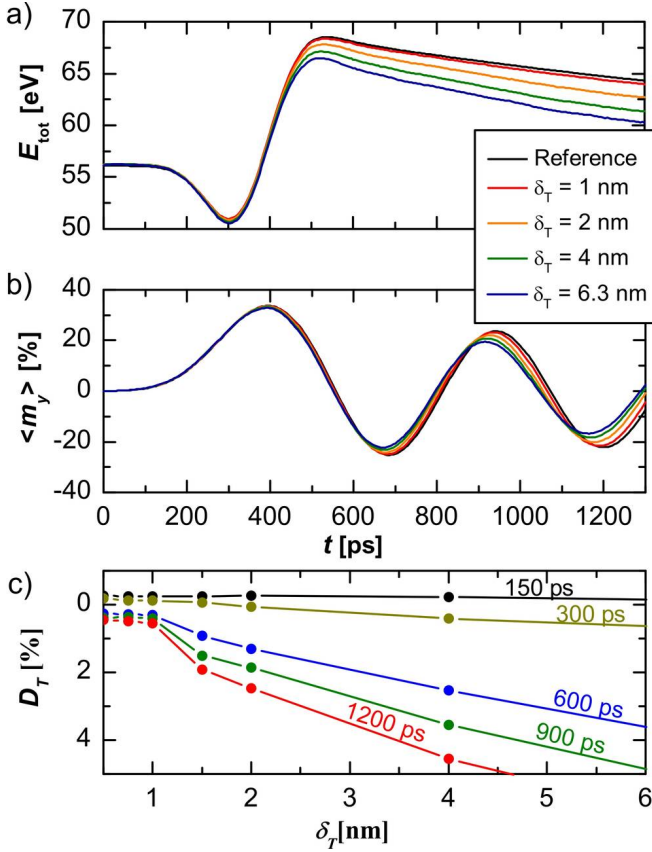 a)
70
65
60
55
50
E_tot [eV]
Reference
δ_T = 1 nm
δ_T = 2 nm
δ_T = 4 nm
δ_T = 6.3 nm
b)
40
20
0
-20
-40
<m_y> [%]
0 200 400 600 800 1000 1200
t [ps]
c)
0
2
4
D_T [%]
150 ps
300 ps
600 ps
900 ps
1200 ps
1 2 3 4 5 6
δ_T[nm]